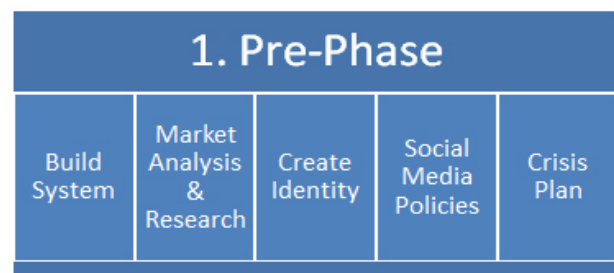 1. Pre-Phase
Build
System
Market
Analysis
&
Research
Create
Identity
Social
Media
Policies
Crisis
Plan